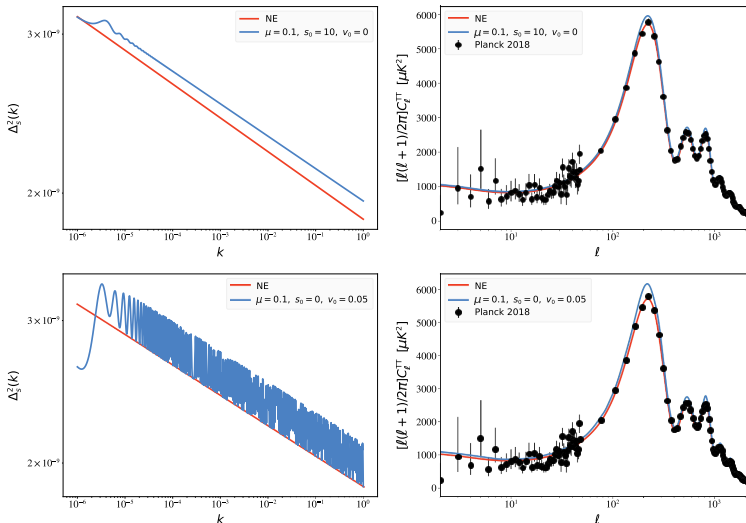 NE
μ = 0.1, s₀ = 10, v₀ = 0
3 × 10⁻⁹
2 × 10⁻⁹
Δ²ₛ(k)
10⁻⁶ 10⁻⁵ 10⁻⁴ 10⁻³ 10⁻² 10⁻¹ 10⁰
k
NE
μ = 0.1, s₀ = 10, v₀ = 0
Planck 2018
6000
5000
4000
3000
2000
1000
0
[ℓ(ℓ + 1)/2π]Cℓᵀᵀ [μK²]
10¹ 10² 10³
ℓ
NE
μ = 0.1, s₀ = 0, v₀ = 0.05
3 × 10⁻⁹
2 × 10⁻⁹
Δ²ₛ(k)
10⁻⁶ 10⁻⁵ 10⁻⁴ 10⁻³ 10⁻² 10⁻¹ 10⁰
k
NE
μ = 0.1, s₀ = 0, v₀ = 0.05
Planck 2018
6000
5000
4000
3000
2000
1000
0
[ℓ(ℓ + 1)/2π]Cℓᵀᵀ [μK²]
10¹ 10² 10³
ℓ